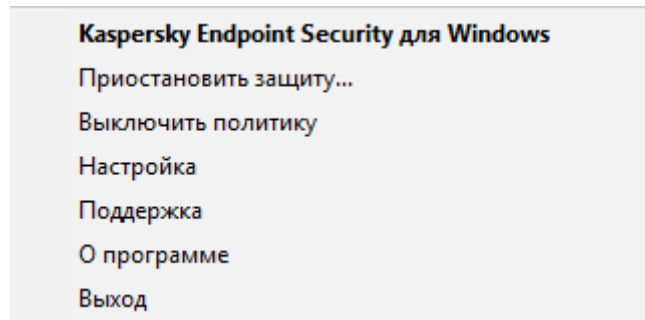 Kaspersky Endpoint Security для Windows
Приостановить защиту...
Выключить политику
Настройка
Поддержка
О программе
Выход